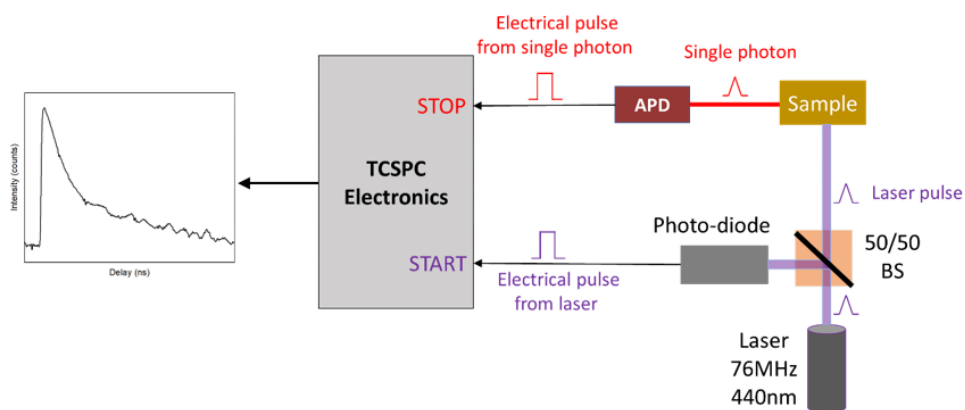 Electrical pulse
from single photon
Single photon
STOP
APD
Sample
Intensity (counts)
TCSPC
Electronics
Laser pulse
Photo-diode
50/50
BS
START
Delay (ns)
Electrical pulse
from laser
Laser
76MHz
440nm